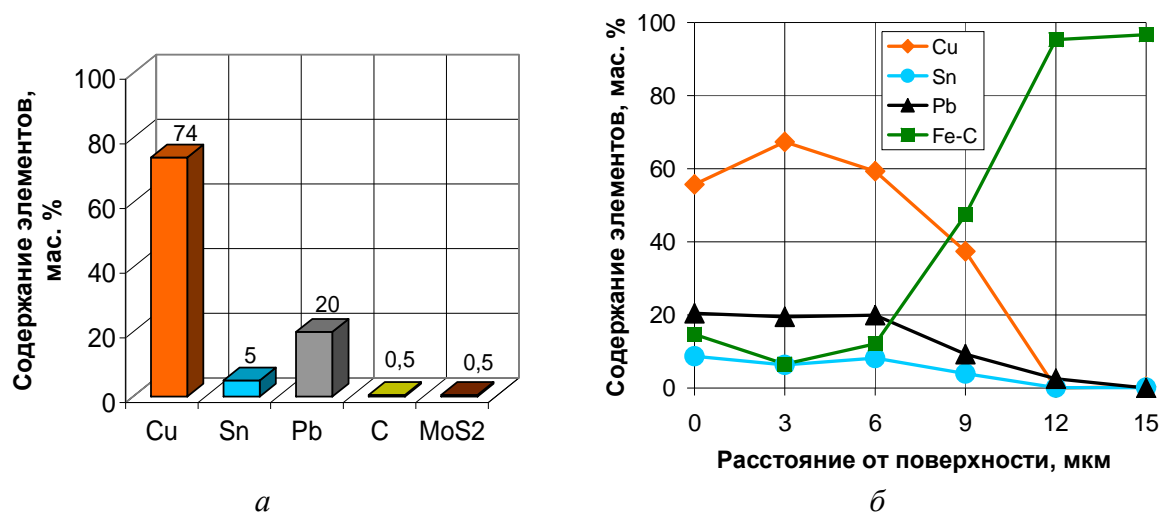 Содержание элементов,
мас. %
100
80
60
40
20
0
74
5
20
0,5
0,5
Cu Sn Pb C MoS2
а
Содержание элементов, мас. %
100
80
60
40
20
0
Cu
Sn
Pb
Fe-C
0 3 6 9 12 15
Расстояние от поверхности, мкм
б